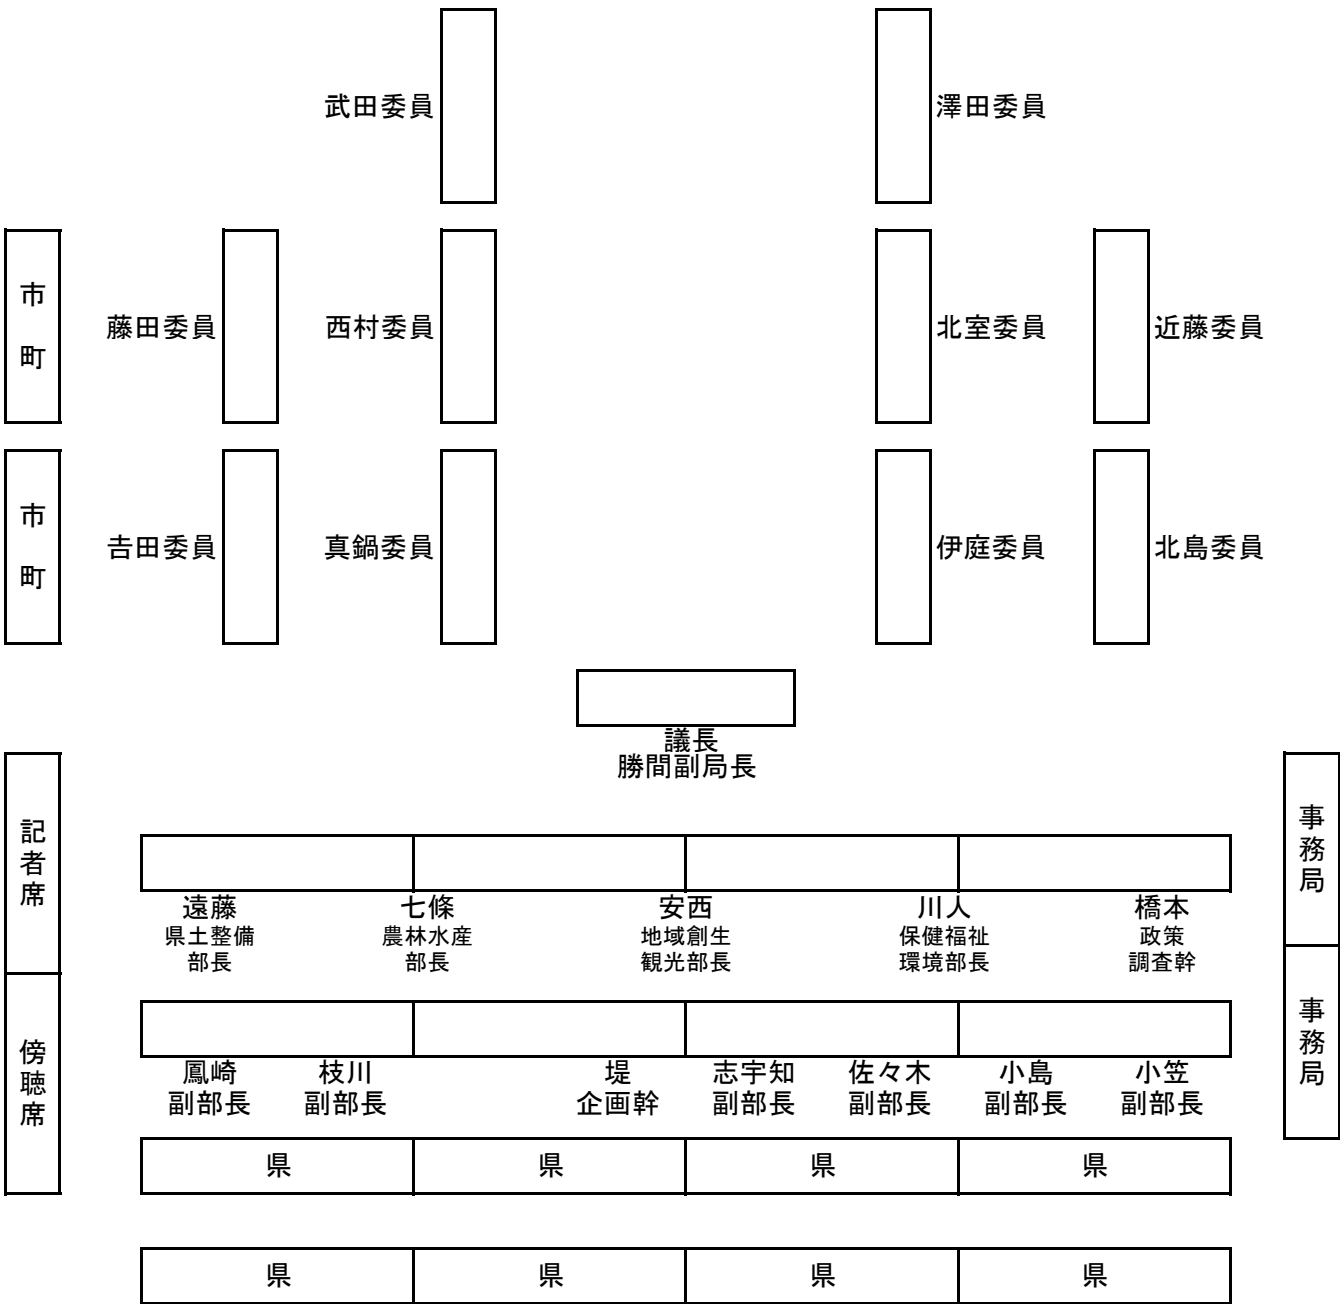 武田委員
澤田委員
市町
藤田委員
西村委員
北室委員
近藤委員
市町
𠮷田委員
真鍋委員
伊庭委員
北島委員
議長
勝間副局長
記者席
事務局
遠藤
県土整備
部長
七條
農林水産
部長
安西
地域創生
観光部長
川人
保健福祉
環境部長
橋本
政策
調査幹
傍聴席
事務局
鳳崎
副部長
枝川
副部長
堤
企画幹
志宇知
副部長
佐々木
副部長
小島
副部長
小笠
副部長
県 県 県 県
県 県 県 県